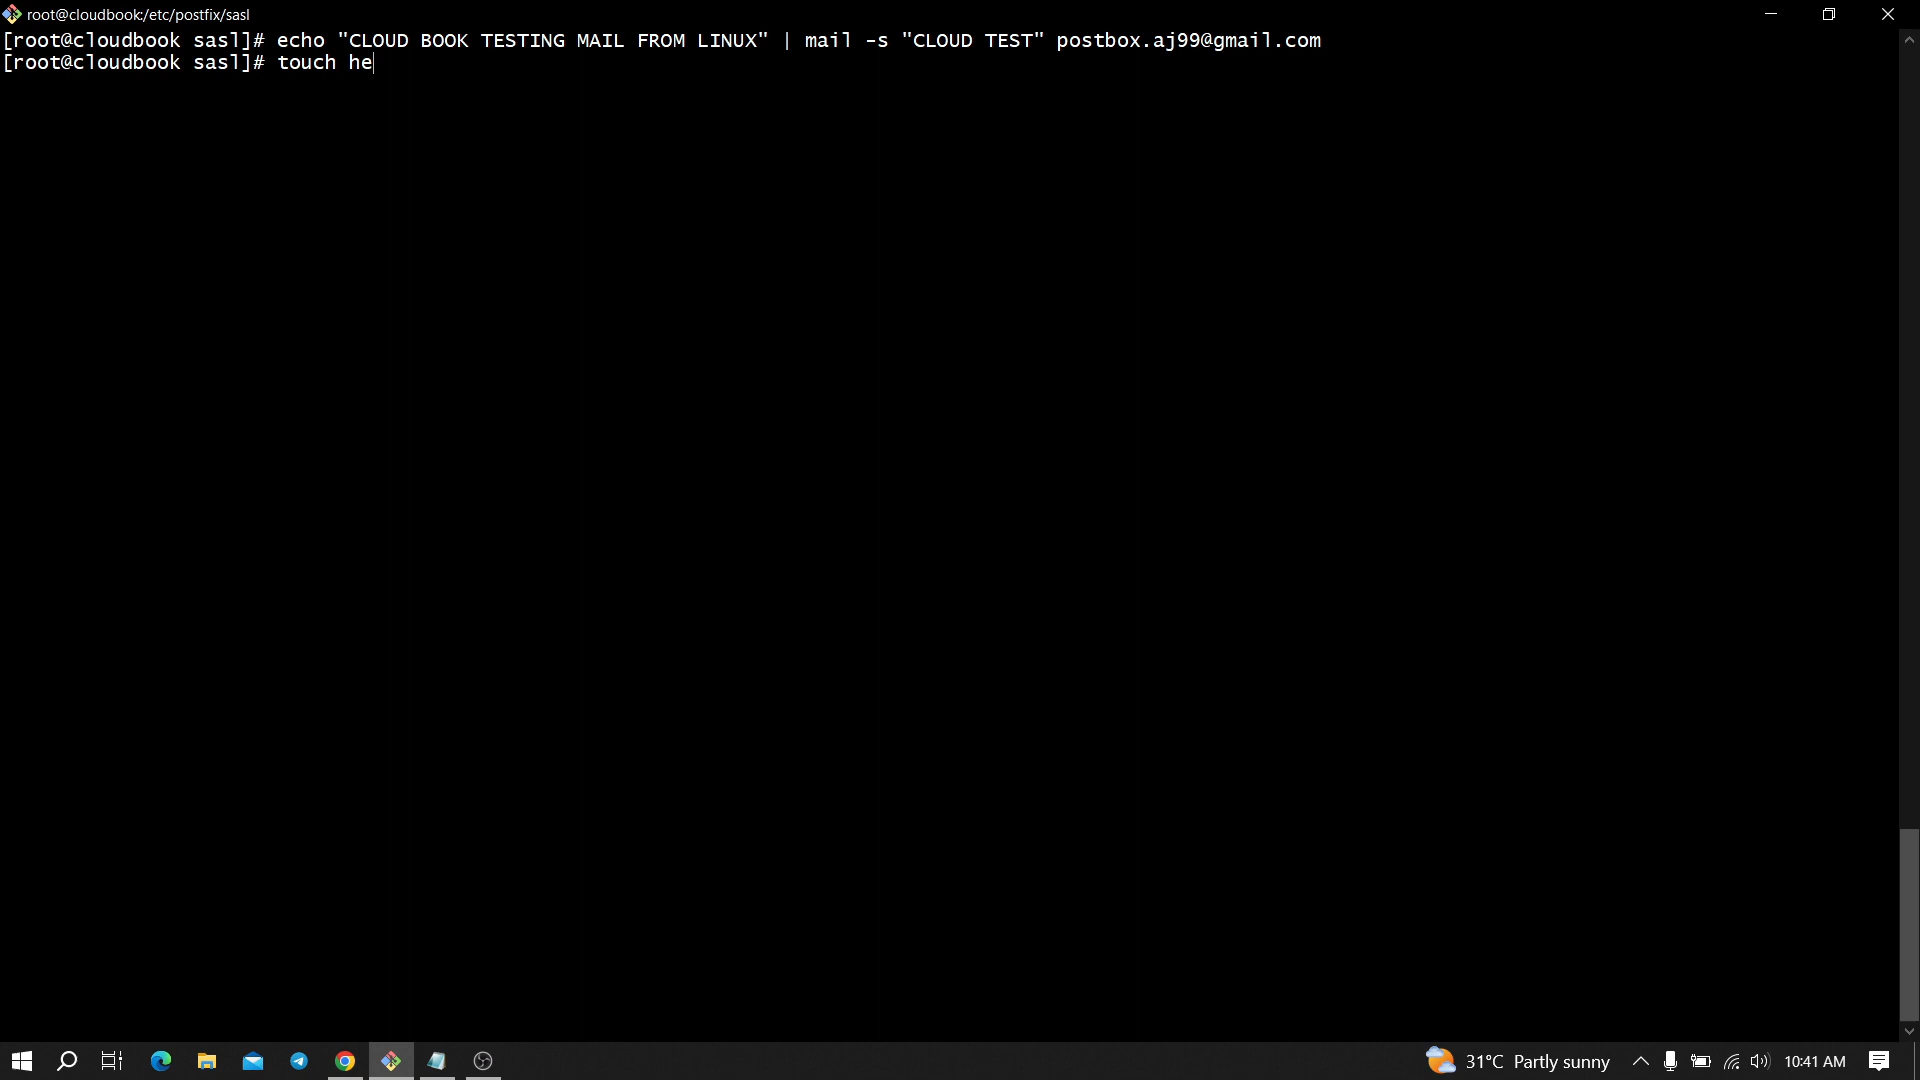 root@cloudbook:/etc/postfix/sasl
[root@cloudbook sasl]# echo "CLOUD BOOK TESTING MAIL FROM LINUX" | mail -s "CLOUD TEST" postbox.aj99@gmail.com
[root@cloudbook sasl]# touch he
31°C Partly sunny
10:41 AM